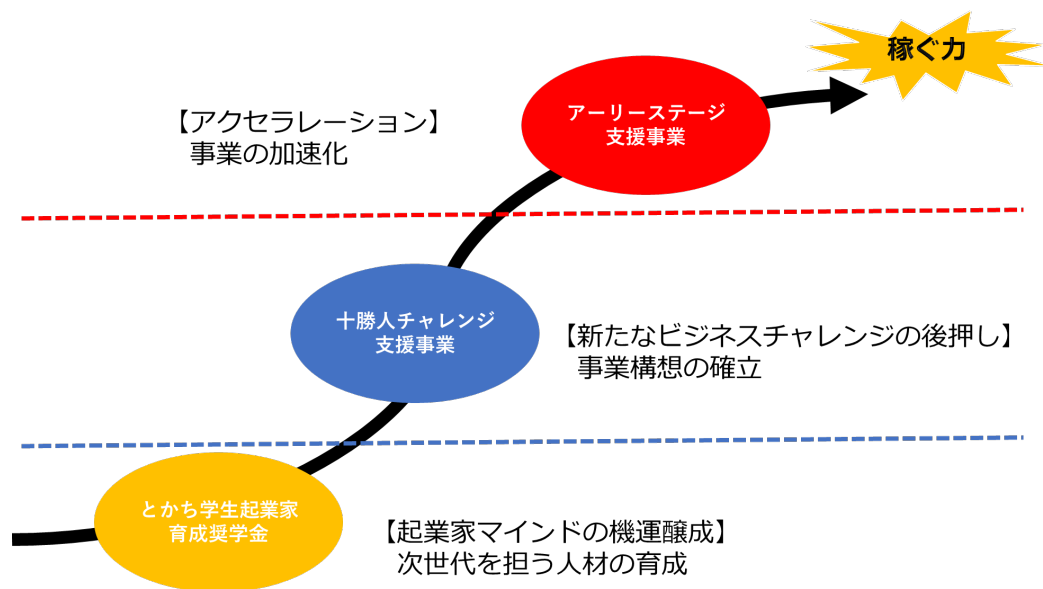 稼ぐ力
アーリーステージ
支援事業
【アクセラレーション】
事業の加速化
十勝人チャレンジ
支援事業
【新たなビジネスチャレンジの後押し】
事業構想の確立
とかち学生起業家
育成奨学金
【起業家マインドの機運醸成】
次世代を担う人材の育成